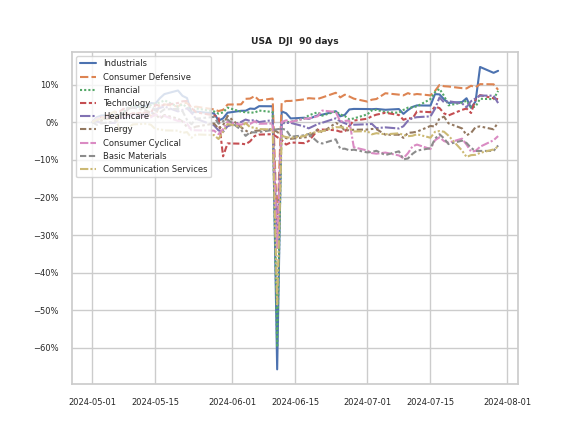 USA DJI 90 days
Industrials
Consumer Defensive
Financial
Technology
Healthcare
Energy
Consumer Cyclical
Basic Materials
Communication Services
10%
0%
−10%
−20%
−30%
−40%
−50%
−60%
2024-05-01 2024-05-15 2024-06-01 2024-06-15 2024-07-01 2024-07-15 2024-08-01